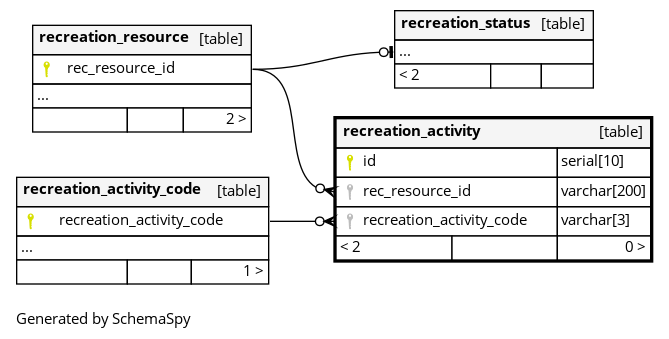 recreation_resource [table]
rec_resource_id
...
2 >
recreation_status [table]
...
< 2
recreation_activity [table]
id serial[10]
rec_resource_id varchar[200]
recreation_activity_code varchar[3]
< 2 0 >
recreation_activity_code [table]
recreation_activity_code
...
1 >
Generated by SchemaSpy